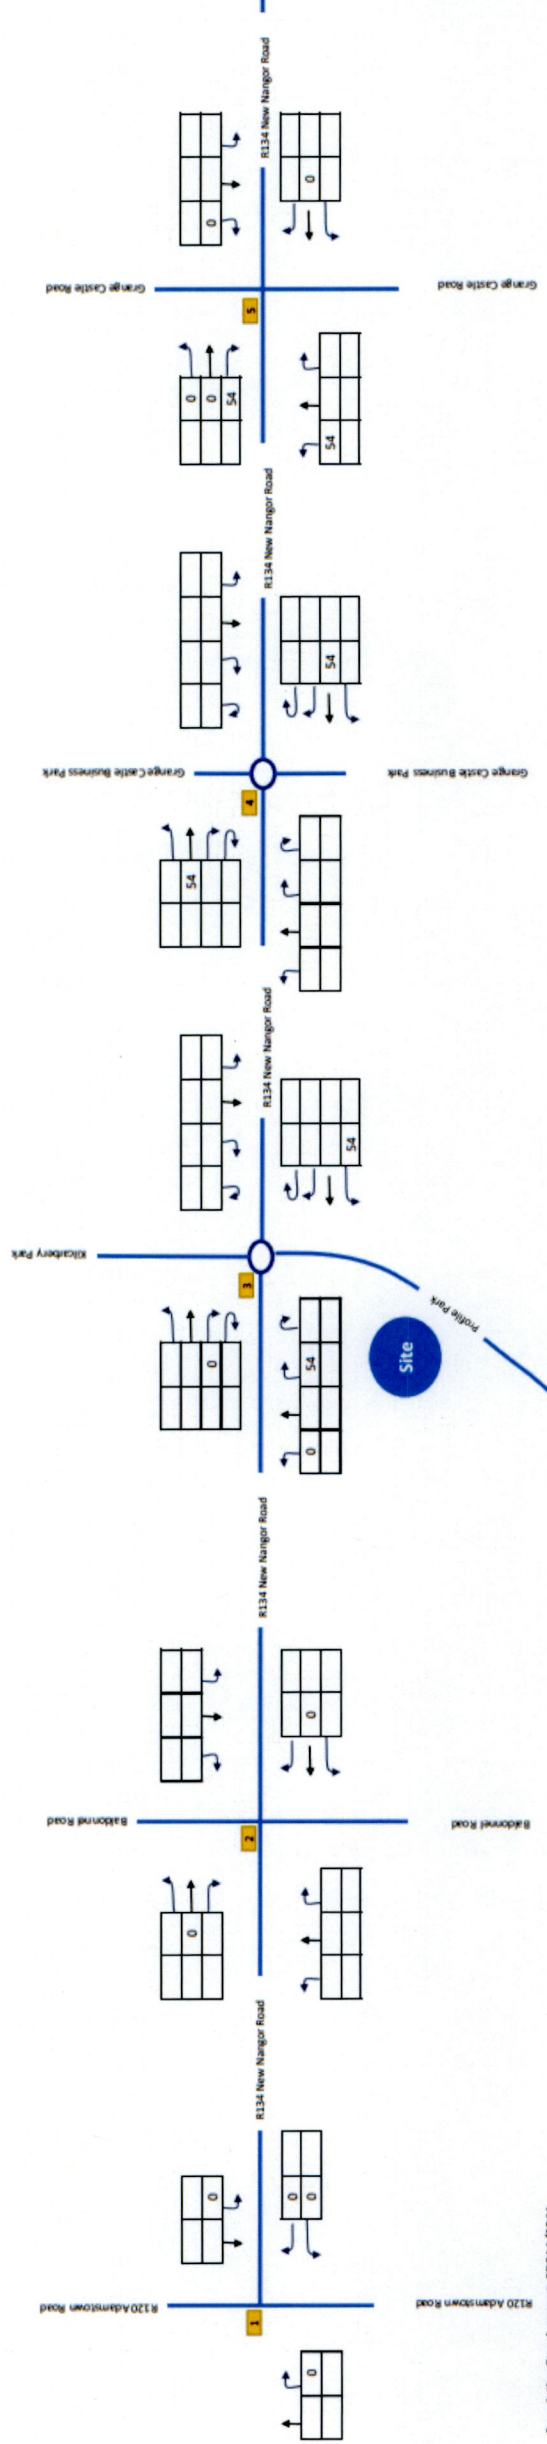 R134 New Nangor Road
0
0
Grange Castle Road
Grange Castle Road
5
0
0
54
54
R134 New Nangor Road
54
Grange Castle Business Park
Grange Castle Business Park
4
54
R134 New Nangor Road
54
Kilcarbery Park
3
0
54
0
Profile Park
Site
R134 New Nangor Road
0
Baldonnel Road
Baldonnel Road
2
0
R134 New Nangor Road
0
0
0
R120 Adamstown Road
R120 Adamstown Road
1
0